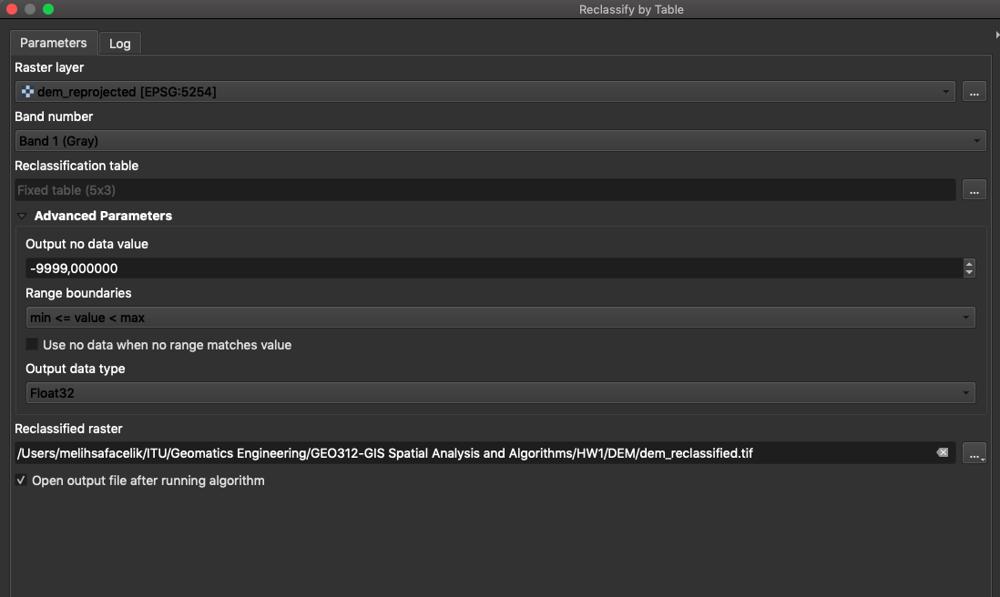 Reclassify by Table
Parameters
Log
Raster layer
dem_reprojected [EPSG:5254]
...
Band number
Band 1 (Gray)
Reclassification table
Fixed table (5x3)
...
Advanced Parameters
Output no data value
-9999,000000
Range boundaries
min <= value < max
Use no data when no range matches value
Output data type
Float32
Reclassified raster
/Users/melihsafacelik/ITU/Geomatics Engineering/GEO312-GIS Spatial Analysis and Algorithms/HW1/DEM/dem_reclassified.tif
...
Open output file after running algorithm